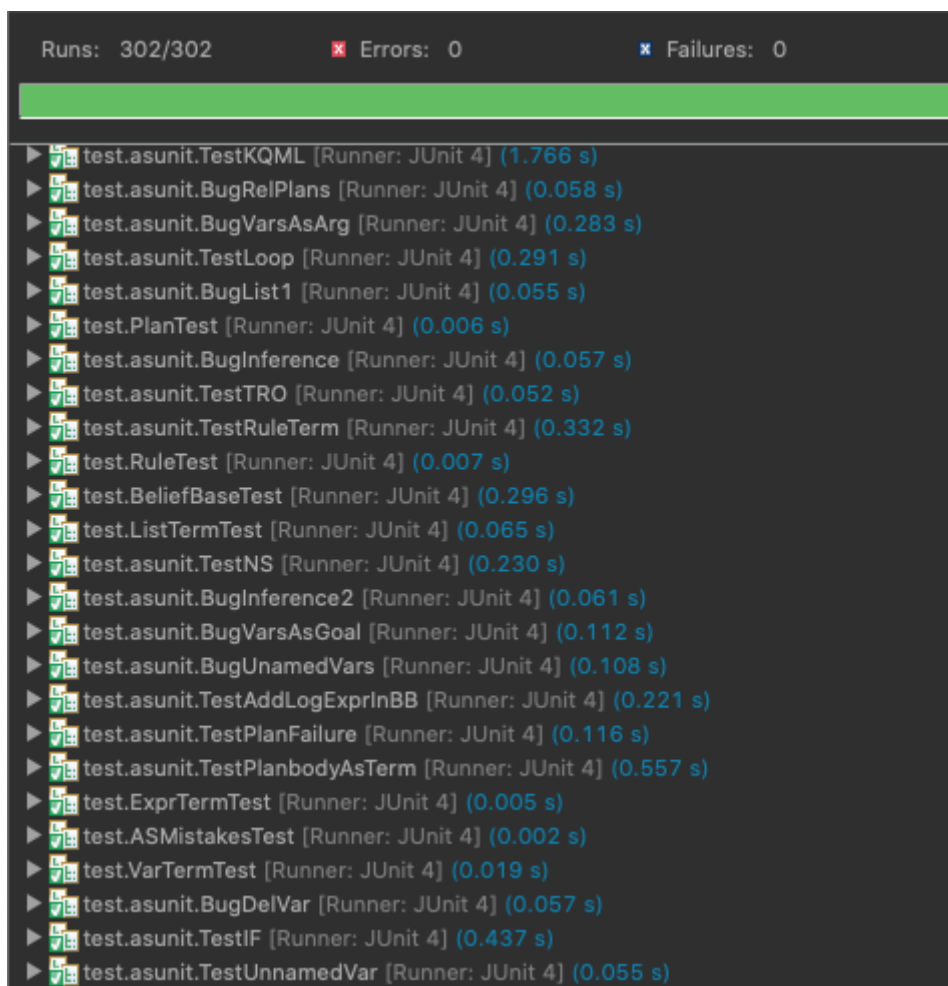 Runs: 302/302 Errors: 0 Failures: 0
test.asunit.TestKQML [Runner: JUnit 4] (1.766 s)
test.asunit.BugRelPlans [Runner: JUnit 4] (0.058 s)
test.asunit.BugVarsAsArg [Runner: JUnit 4] (0.283 s)
test.asunit.TestLoop [Runner: JUnit 4] (0.291 s)
test.asunit.BugList1 [Runner: JUnit 4] (0.055 s)
test.PlanTest [Runner: JUnit 4] (0.006 s)
test.asunit.BugInference [Runner: JUnit 4] (0.057 s)
test.asunit.TestTRO [Runner: JUnit 4] (0.052 s)
test.asunit.TestRuleTerm [Runner: JUnit 4] (0.332 s)
test.RuleTest [Runner: JUnit 4] (0.007 s)
test.BeliefBaseTest [Runner: JUnit 4] (0.296 s)
test.ListTermTest [Runner: JUnit 4] (0.065 s)
test.asunit.TestNS [Runner: JUnit 4] (0.230 s)
test.asunit.BugInference2 [Runner: JUnit 4] (0.061 s)
test.asunit.BugVarsAsGoal [Runner: JUnit 4] (0.112 s)
test.asunit.BugUnamedVars [Runner: JUnit 4] (0.108 s)
test.asunit.TestAddLogExprInBB [Runner: JUnit 4] (0.221 s)
test.asunit.TestPlanFailure [Runner: JUnit 4] (0.116 s)
test.asunit.TestPlanbodyAsTerm [Runner: JUnit 4] (0.557 s)
test.ExprTermTest [Runner: JUnit 4] (0.005 s)
test.ASMistakesTest [Runner: JUnit 4] (0.002 s)
test.VarTermTest [Runner: JUnit 4] (0.019 s)
test.asunit.BugDelVar [Runner: JUnit 4] (0.057 s)
test.asunit.TestIF [Runner: JUnit 4] (0.437 s)
test.asunit.TestUnnamedVar [Runner: JUnit 4] (0.055 s)